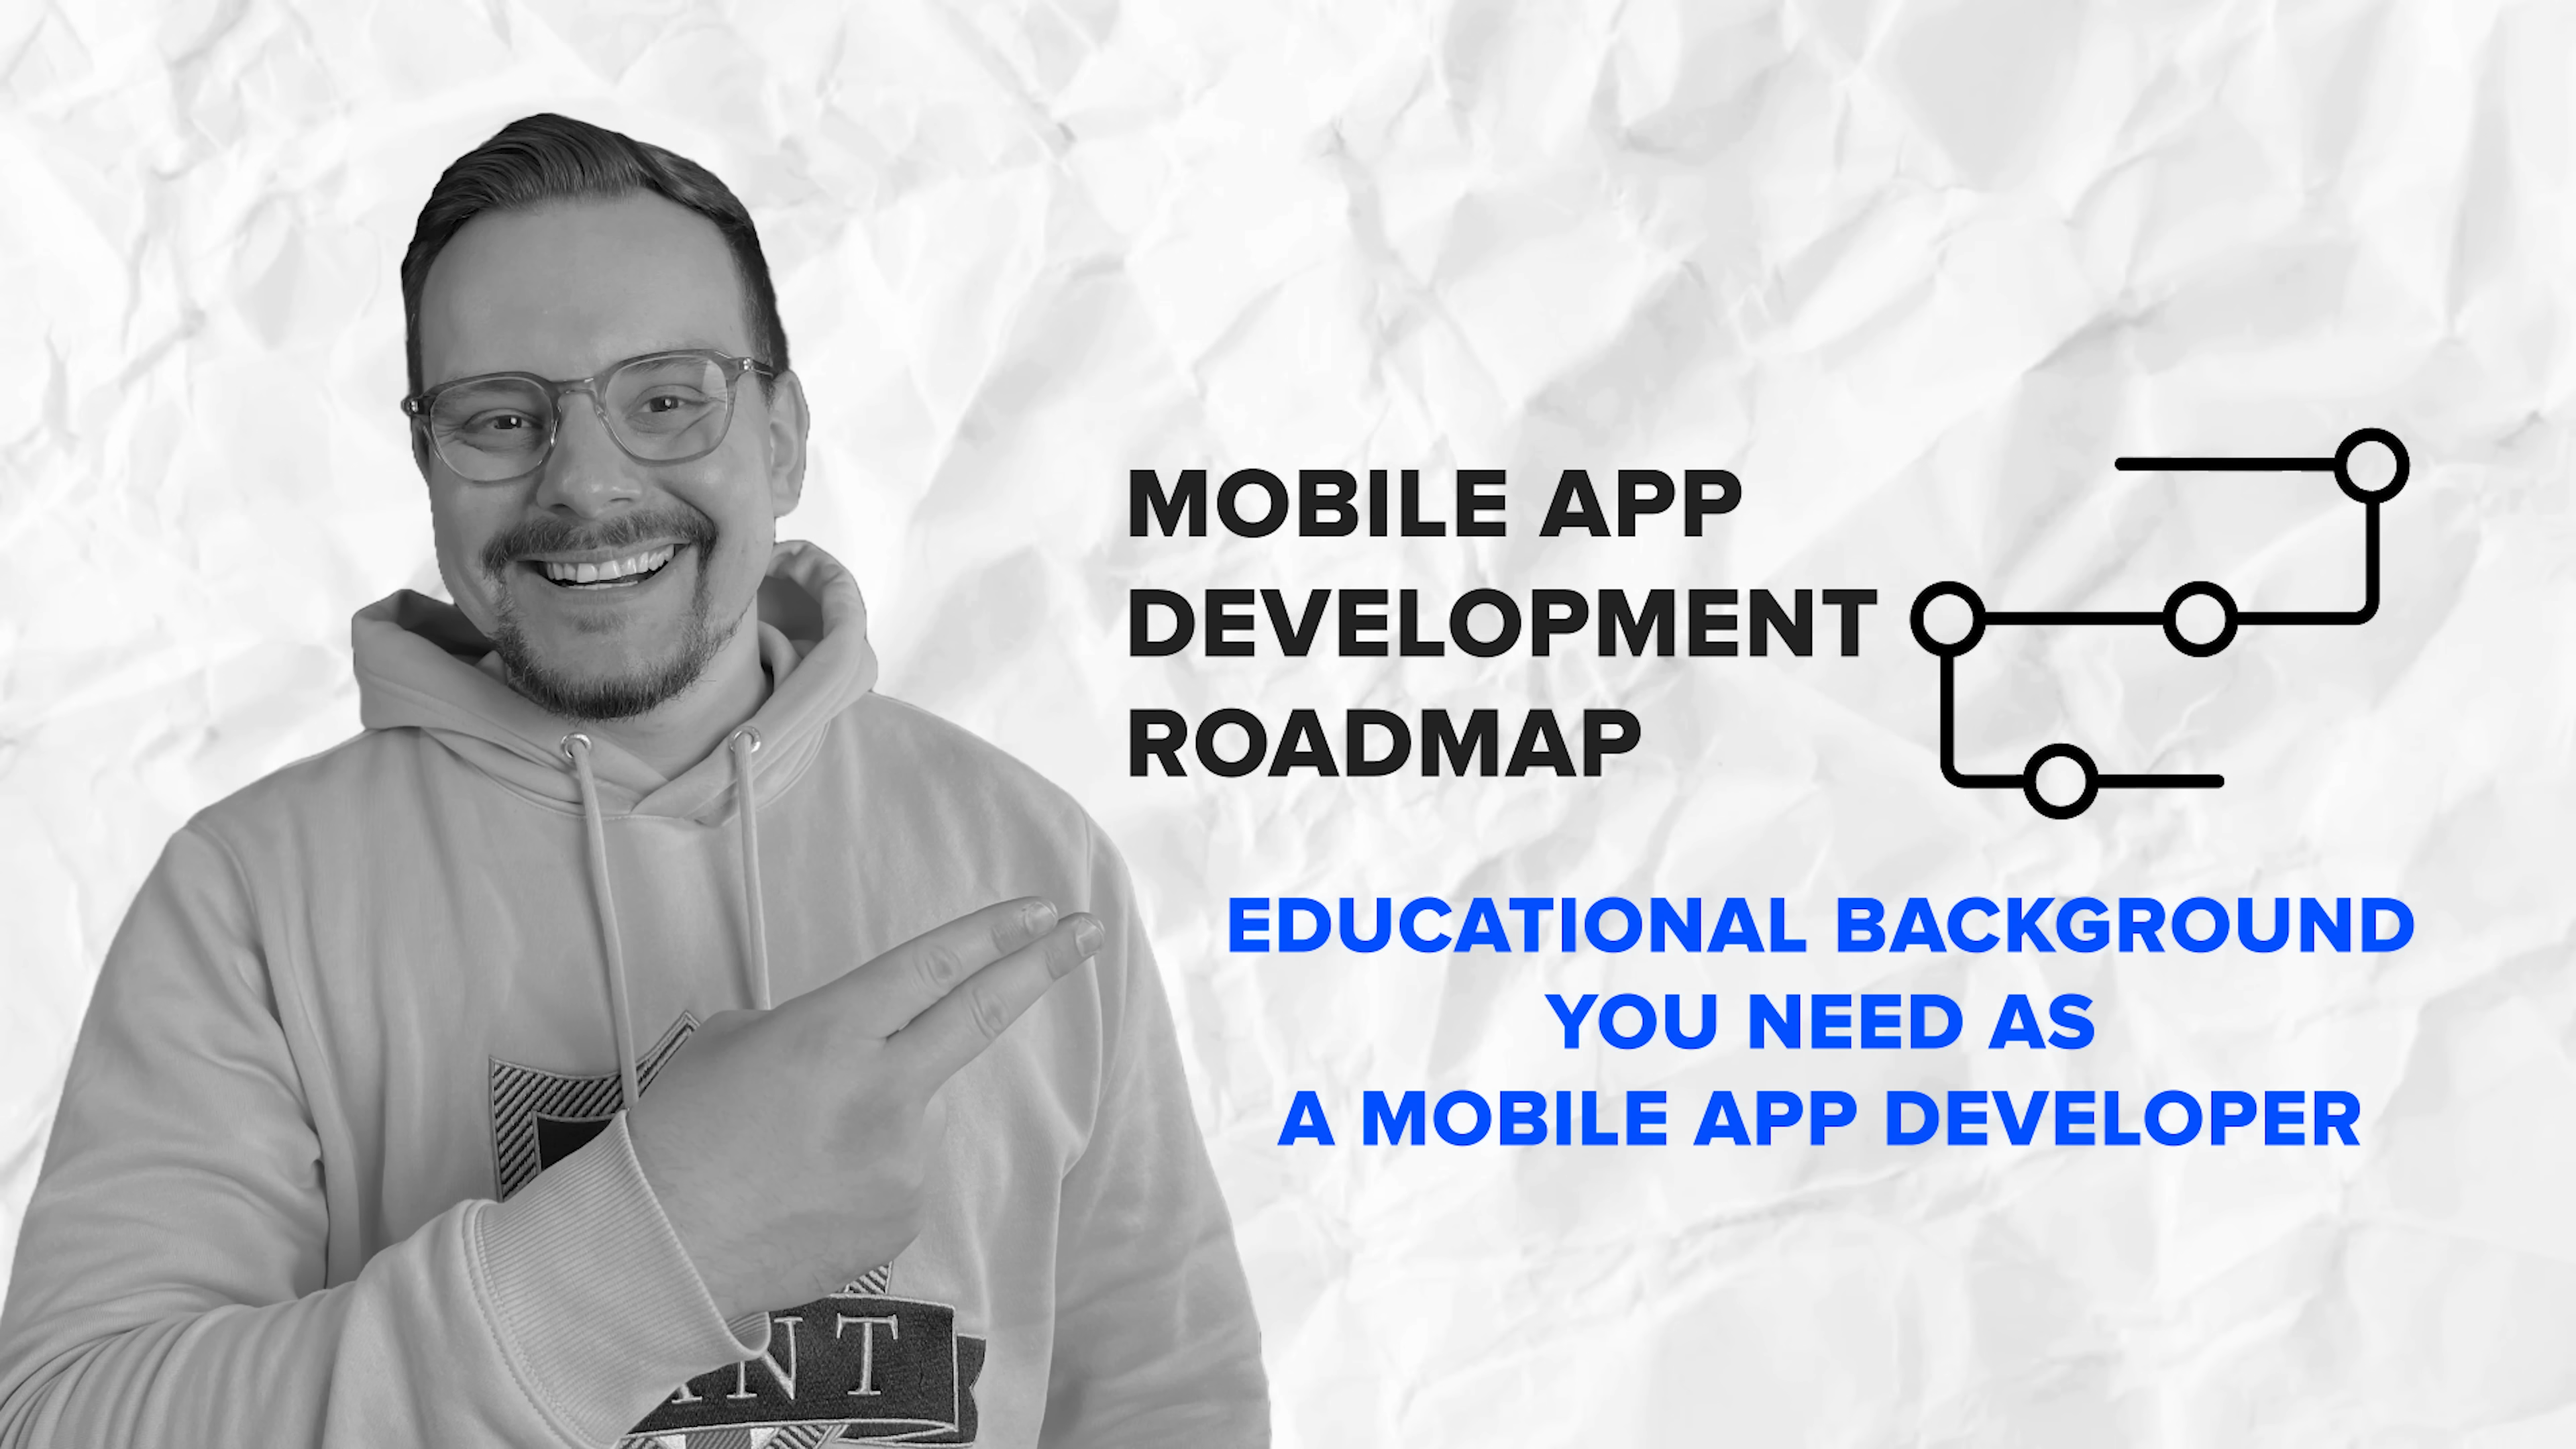 MOBILE APP
DEVELOPMENT
ROADMAP
EDUCATIONAL BACKGROUND
YOU NEED AS
A MOBILE APP DEVELOPER